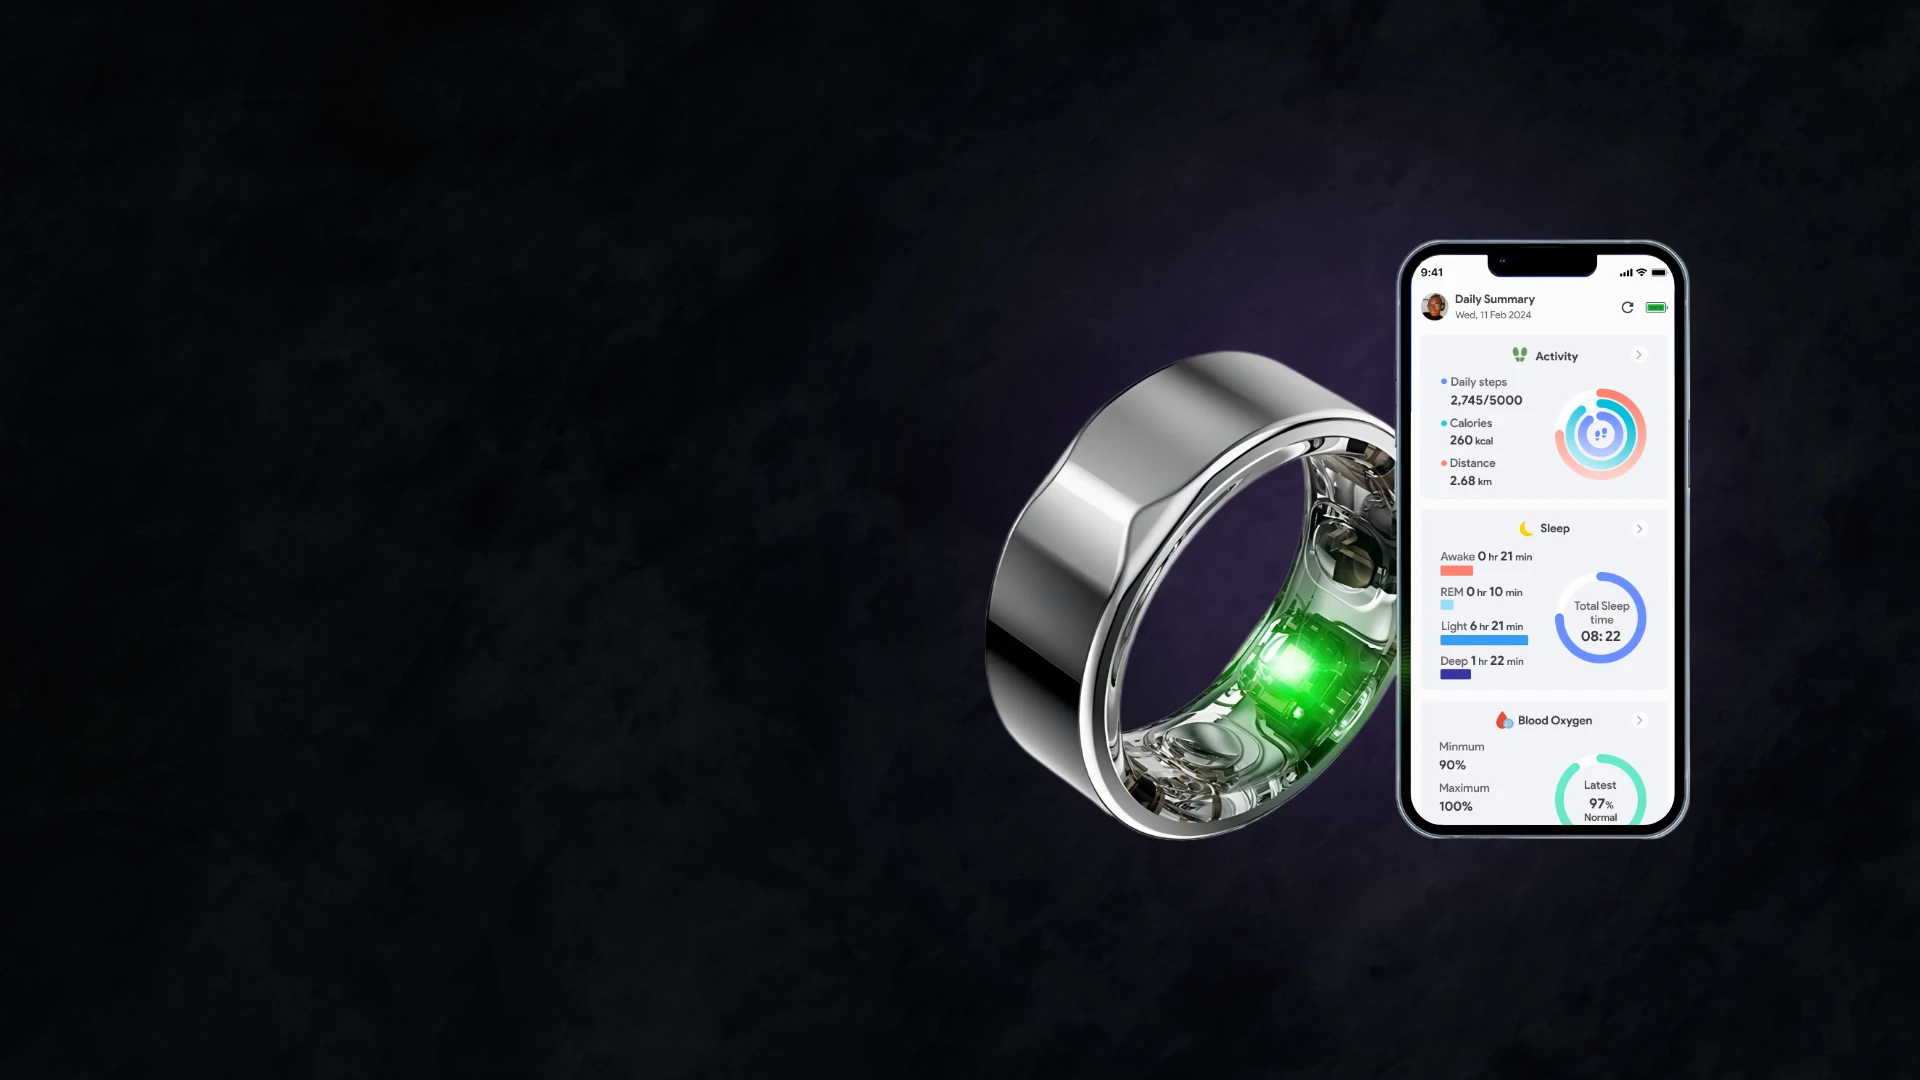 9:41
Daily Summary
Wed, 11 Feb 2024
Activity
Daily steps
2,745/5000
Calories
260 kcal
Distance
2.68 km
Sleep
Awake 0 hr 21 min
REM 0 hr 10 min
Light 6 hr 21 min
Deep 1 hr 22 min
Total Sleep
time
08: 22
Blood Oxygen
Minmum
90%
Maximum
100%
Latest
97%
Normal